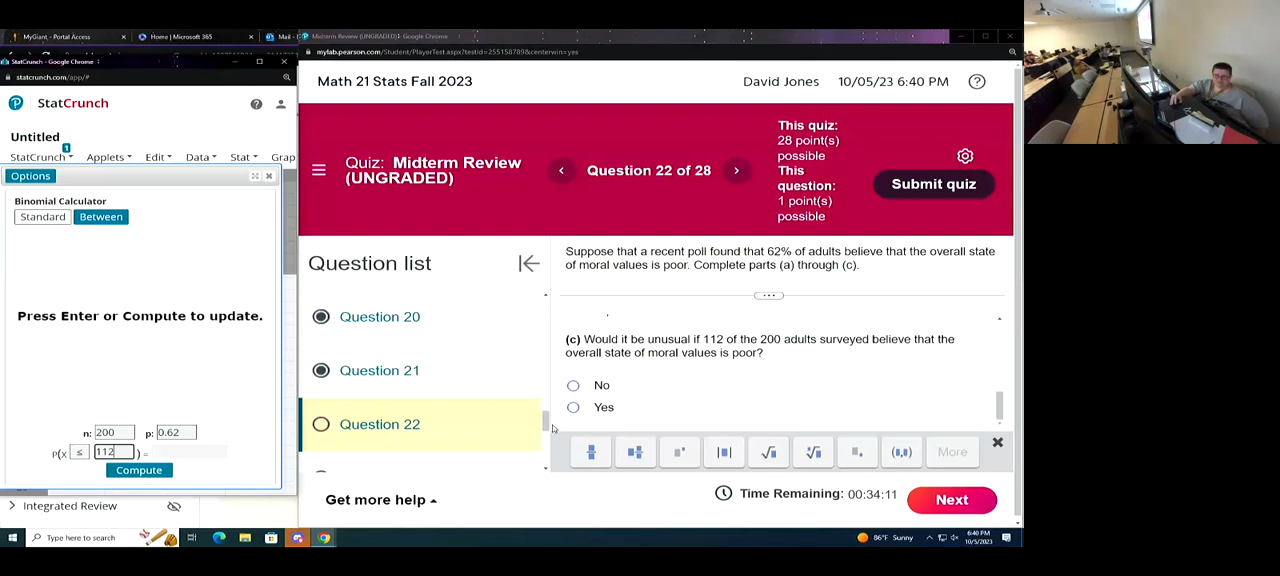 MyGiant - Portal Access
Home | Microsoft 365
Mail -
Midterm Review (UNGRADED) - Google Chrome
StatCrunch - Google Chrome
mylab.pearson.com/Student/PlayerTest.aspx?testId=255158789&centerwin=yes
statcrunch.com/app/#
StatCrunch
Untitled
1
StatCrunch
Applets
Edit
Data
Stat
Grap
Options
Binomial Calculator
Standard
Between
Press Enter or Compute to update.
n: 200 p: 0.62
P(x ≤ 112 ) =
Compute
Integrated Review
Math 21 Stats Fall 2023
David Jones
10/05/23 6:40 PM
Quiz: Midterm Review
(UNGRADED)
Question 22 of 28
This quiz:
28 point(s)
possible
This
question:
1 point(s)
possible
Submit quiz
Question list
Question 20
Question 21
Question 22
Suppose that a recent poll found that 62% of adults believe that the overall state
of moral values is poor. Complete parts (a) through (c).
(c) Would it be unusual if 112 of the 200 adults surveyed believe that the
overall state of moral values is poor?
No
Yes
More
Get more help
Time Remaining: 00:34:11
Next
Type here to search
86°F Sunny
6:40 PM
10/5/2023